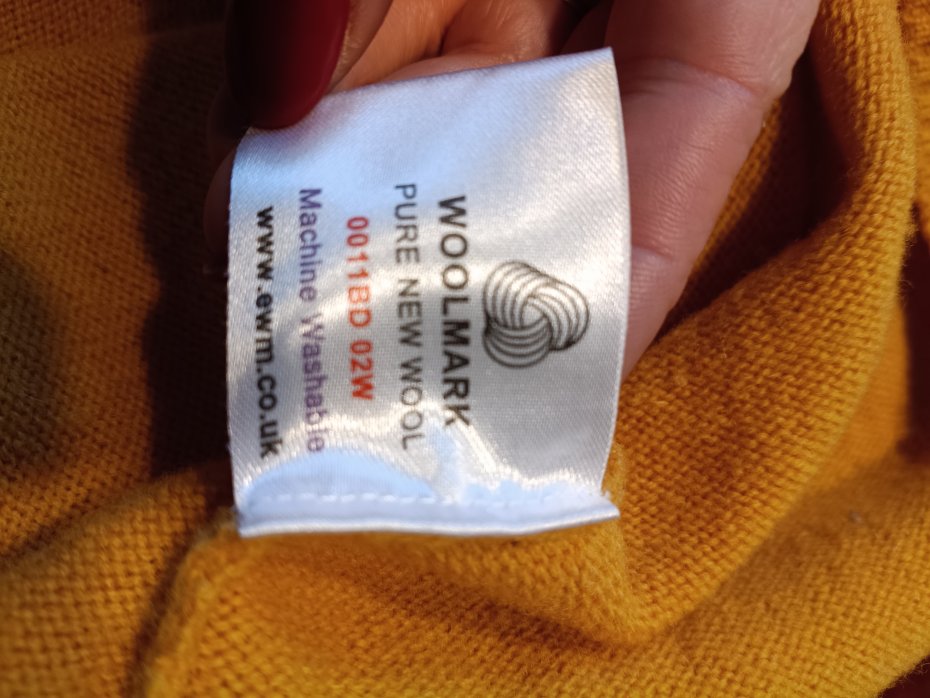 WOOLMARK
PURE NEW WOOL
0011BD 02W
Machine Washable
www.ewm.co.uk